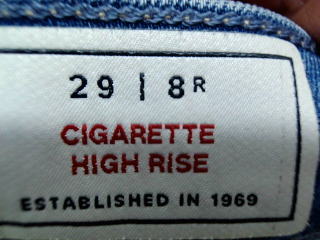 29 | 8R
CIGARETTE
HIGH RISE
ESTABLISHED IN 1969